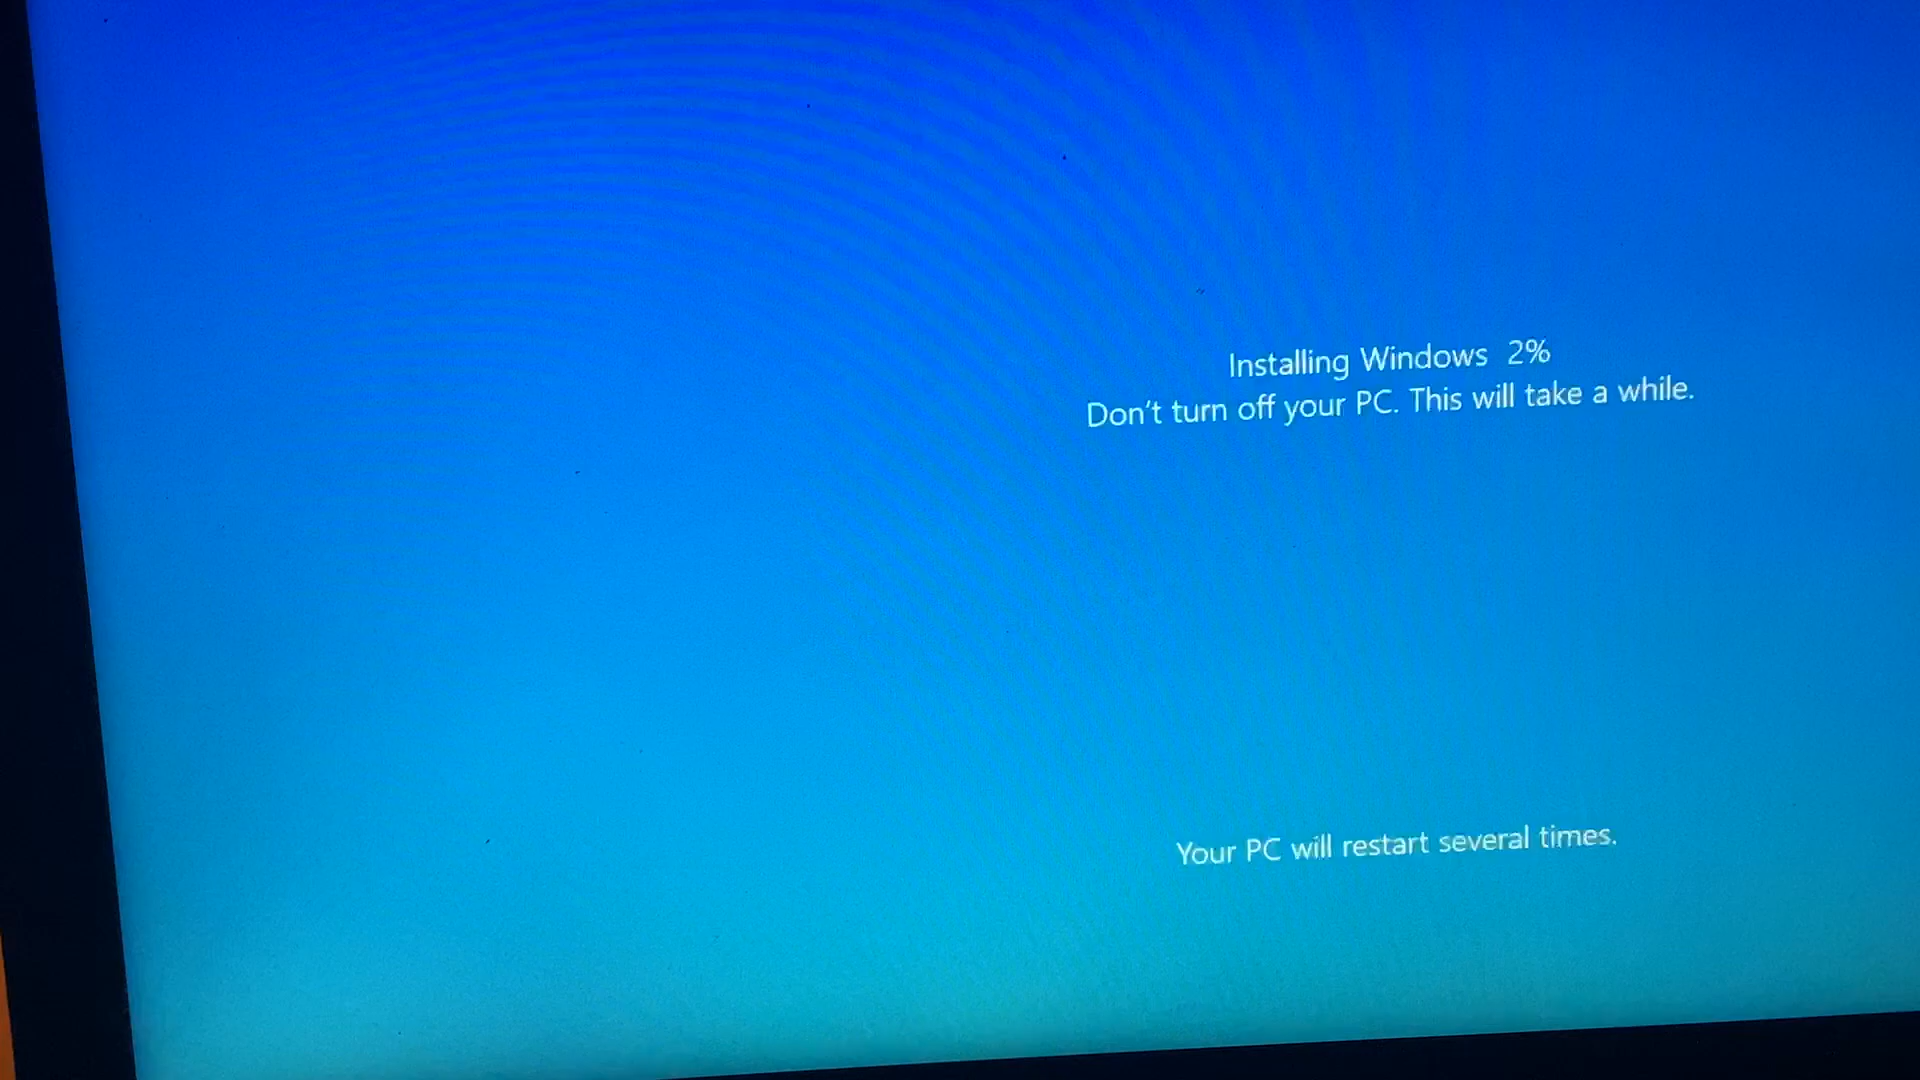 Installing Windows 2%
Don't turn off your PC. This will take a while.
Your PC will restart several times.